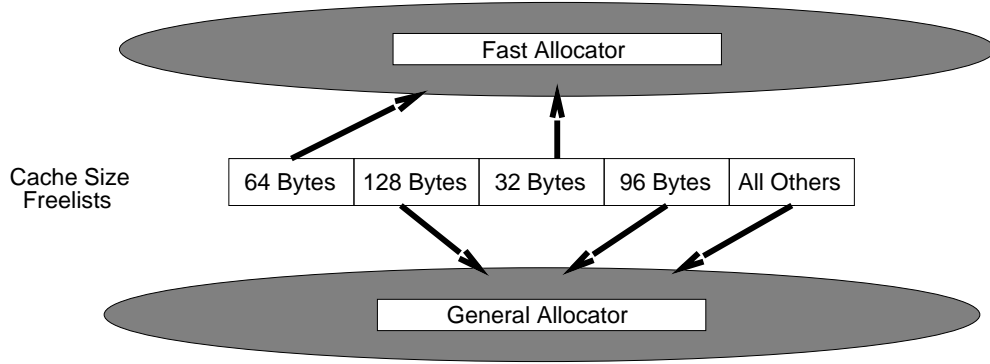 Fast Allocator
Cache Size
Freelists
64 Bytes
128 Bytes
32 Bytes
96 Bytes
All Others
General Allocator